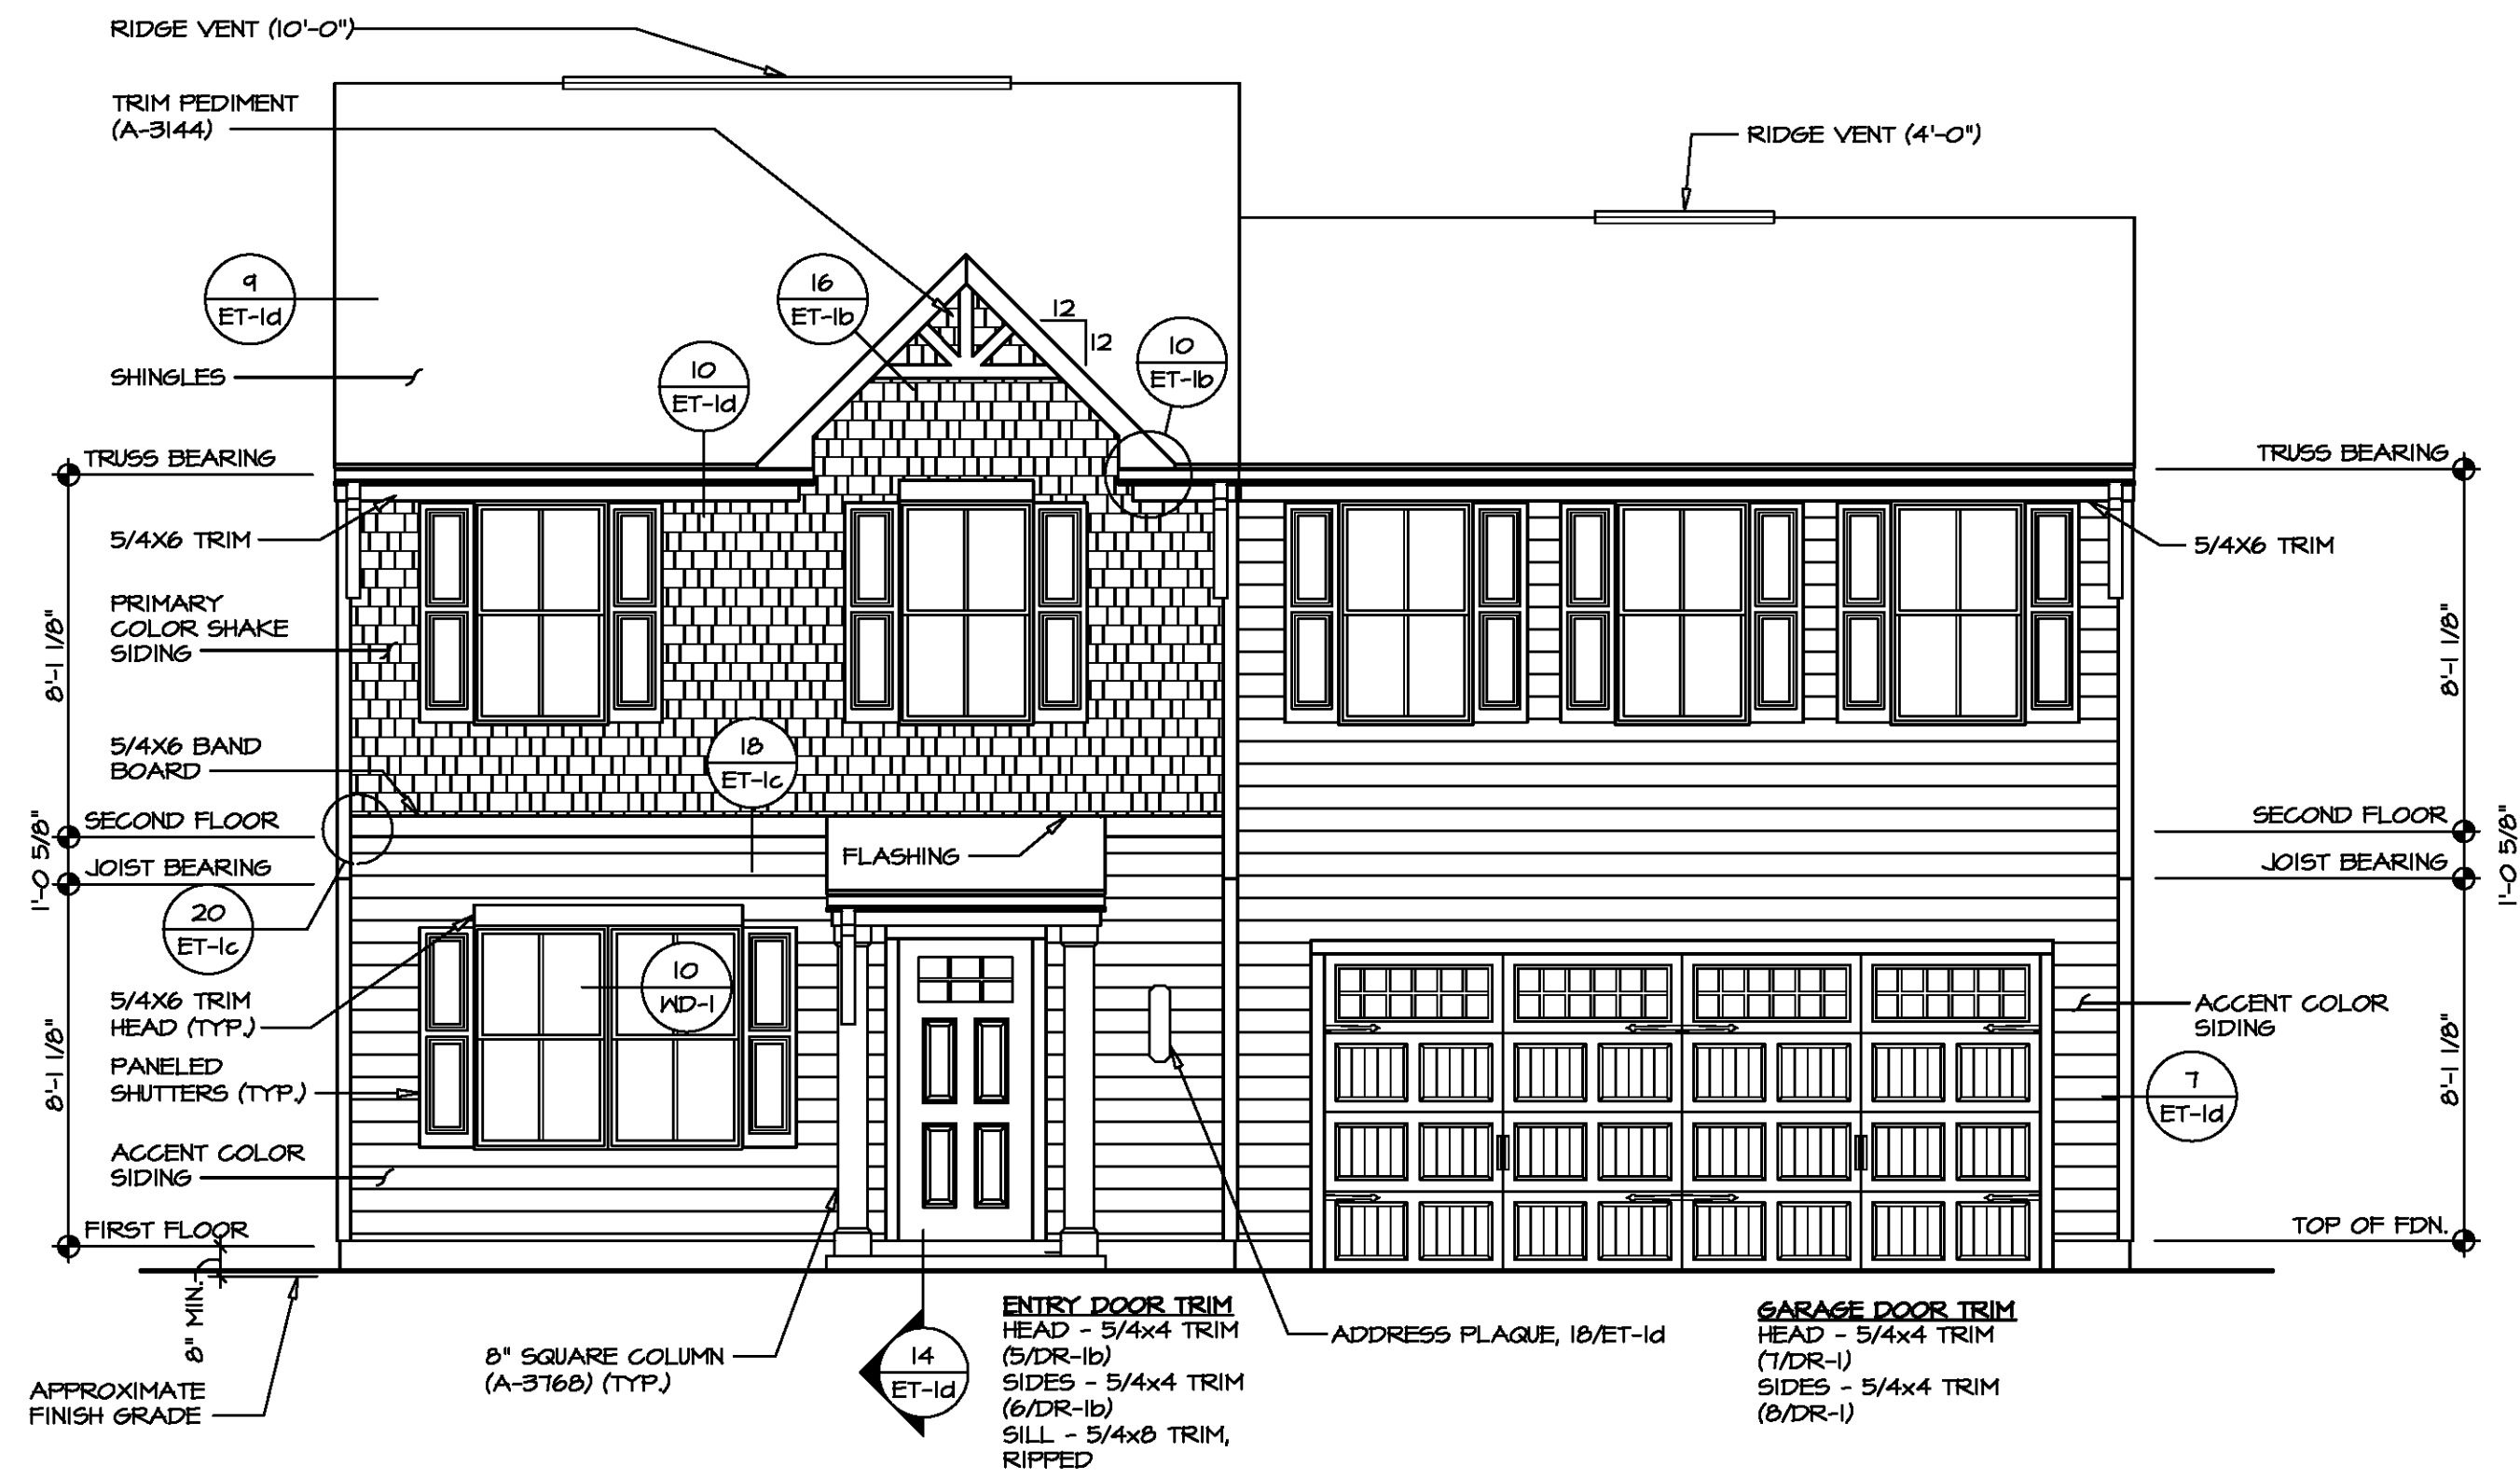 RIDGE VENT (10'-0")
TRIM PEDIMENT
(A-3144)
RIDGE VENT (4'-0")
9
ET-1d
16
ET-1b
12
12
10
ET-1b
10
ET-1d
SHINGLES
TRUSS BEARING
TRUSS BEARING
5/4X6 TRIM
5/4X6 TRIM
PRIMARY
COLOR SHAKE
SIDING
8'-1 1/8"
8'-1 1/8"
5/4X6 BAND
BOARD
18
ET-1c
SECOND FLOOR
SECOND FLOOR
1'-0 5/8"
1'-0 5/8"
FLASHING
JOIST BEARING
JOIST BEARING
20
ET-1c
10
WD-1
5/4X6 TRIM
HEAD (TYP.)
ACCENT COLOR
SIDING
PANELED
SHUTTERS (TYP.)
8'-1 1/8"
8'-1 1/8"
7
ET-1d
ACCENT COLOR
SIDING
FIRST FLOOR
TOP OF FDN.
8" MIN.
APPROXIMATE
FINISH GRADE
8" SQUARE COLUMN
(A-3768) (TYP.)
14
ET-1d
ENTRY DOOR TRIM
HEAD - 5/4x4 TRIM
(5/DR-1b)
SIDES - 5/4x4 TRIM
(6/DR-1b)
SILL - 5/4x8 TRIM,
RIPPED
ADDRESS PLAQUE, 18/ET-1d
GARAGE DOOR TRIM
HEAD - 5/4x4 TRIM
(7/DR-1)
SIDES - 5/4x4 TRIM
(8/DR-1)